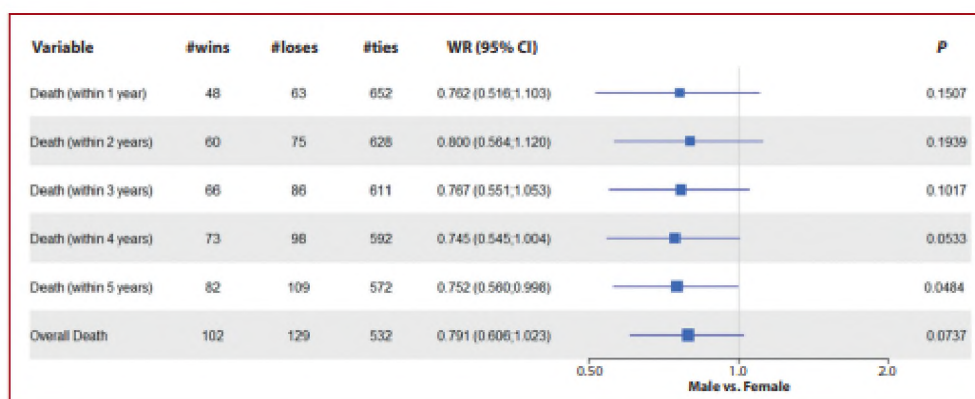 Variable #wins #loses #ties WR (95% CI) P
Death (within 1 year) 48 63 652 0.762 (0.516;1.103) 0.1507
Death (within 2 years) 60 75 628 0.800 (0.564;1.120) 0.1939
Death (within 3 years) 66 86 611 0.767 (0.551;1.053) 0.1017
Death (within 4 years) 73 98 592 0.745 (0.545;1.004) 0.0533
Death (within 5 years) 82 109 572 0.752 (0.560;0.998) 0.0484
Overall Death 102 129 532 0.791 (0.606;1.023) 0.0737
0.50 1.0 2.0
Male vs. Female